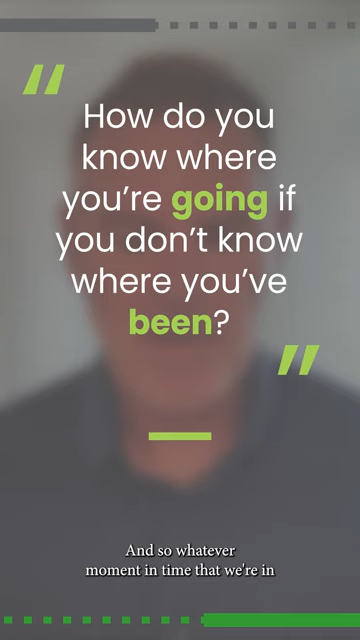 How do you
know where
you’re going if
you don’t know
where you’ve
been?
And so whatever
moment in time that we're in